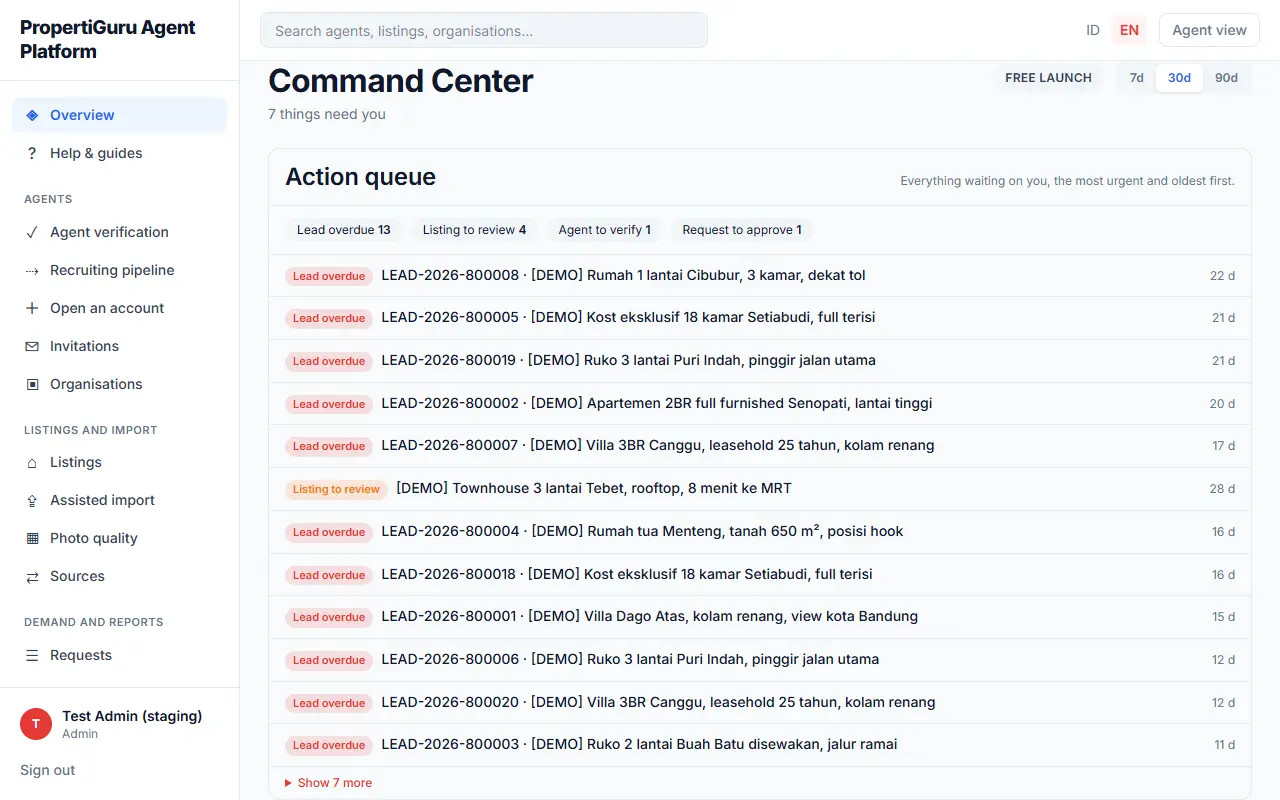 PropertiGuru Agent
Platform
Search agents, listings, organisations...
ID
EN
Agent view
Overview
Help & guides
AGENTS
Agent verification
Recruiting pipeline
Open an account
Invitations
Organisations
LISTINGS AND IMPORT
Listings
Assisted import
Photo quality
Sources
DEMAND AND REPORTS
Requests
T
Test Admin (staging)
Admin
Sign out
Command Center
7 things need you
FREE LAUNCH
7d
30d
90d
Action queue
Everything waiting on you, the most urgent and oldest first.
Lead overdue 13
Listing to review 4
Agent to verify 1
Request to approve 1
Lead overdue LEAD-2026-800008 · [DEMO] Rumah 1 lantai Cibubur, 3 kamar, dekat tol 22 d
Lead overdue LEAD-2026-800005 · [DEMO] Kost eksklusif 18 kamar Setiabudi, full terisi 21 d
Lead overdue LEAD-2026-800019 · [DEMO] Ruko 3 lantai Puri Indah, pinggir jalan utama 21 d
Lead overdue LEAD-2026-800002 · [DEMO] Apartemen 2BR full furnished Senopati, lantai tinggi 20 d
Lead overdue LEAD-2026-800007 · [DEMO] Villa 3BR Canggu, leasehold 25 tahun, kolam renang 17 d
Listing to review [DEMO] Townhouse 3 lantai Tebet, rooftop, 8 menit ke MRT 28 d
Lead overdue LEAD-2026-800004 · [DEMO] Rumah tua Menteng, tanah 650 m², posisi hook 16 d
Lead overdue LEAD-2026-800018 · [DEMO] Kost eksklusif 18 kamar Setiabudi, full terisi 16 d
Lead overdue LEAD-2026-800001 · [DEMO] Villa Dago Atas, kolam renang, view kota Bandung 15 d
Lead overdue LEAD-2026-800006 · [DEMO] Ruko 3 lantai Puri Indah, pinggir jalan utama 12 d
Lead overdue LEAD-2026-800020 · [DEMO] Villa 3BR Canggu, leasehold 25 tahun, kolam renang 12 d
Lead overdue LEAD-2026-800003 · [DEMO] Ruko 2 lantai Buah Batu disewakan, jalur ramai 11 d
Show 7 more